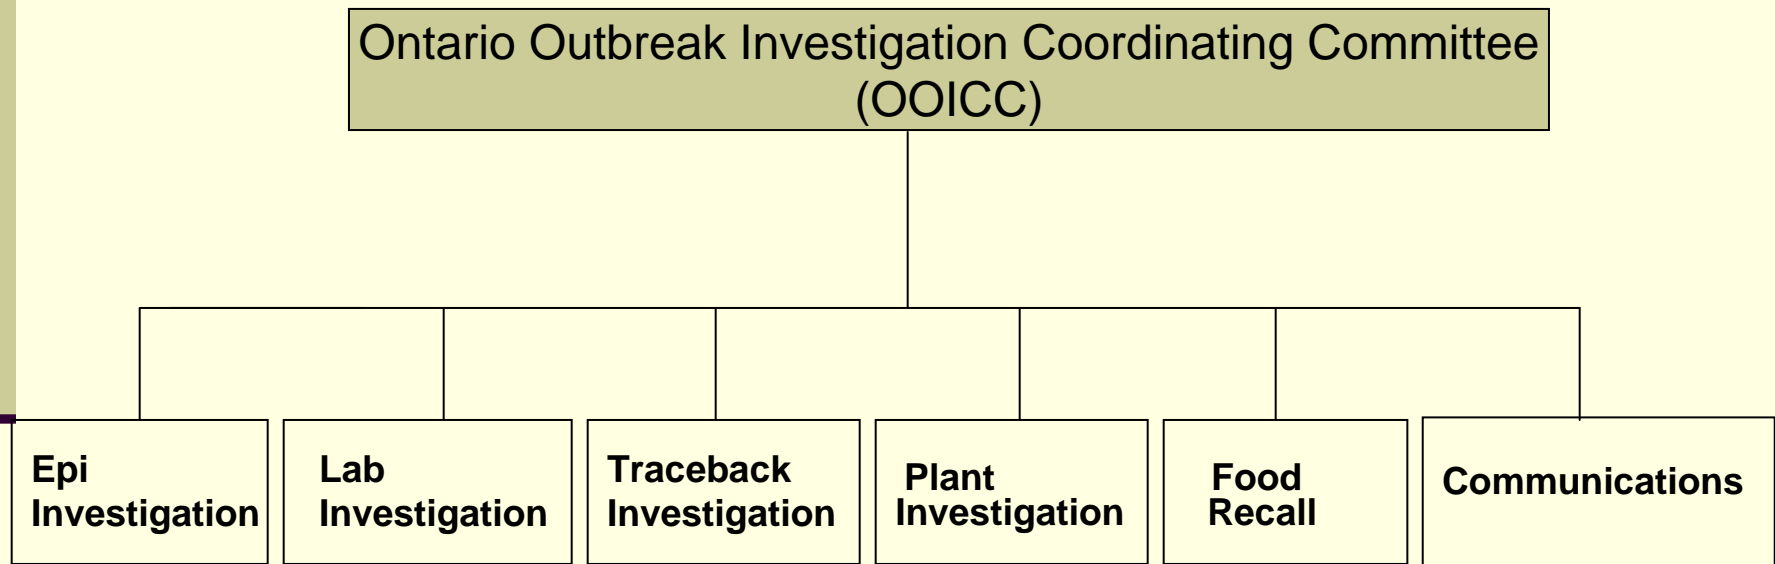 Ontario Outbreak Investigation Coordinating Committee
(OOICC)
Epi
Investigation
Lab
Investigation
Traceback
Investigation
Plant
Investigation
Food
Recall
Communications